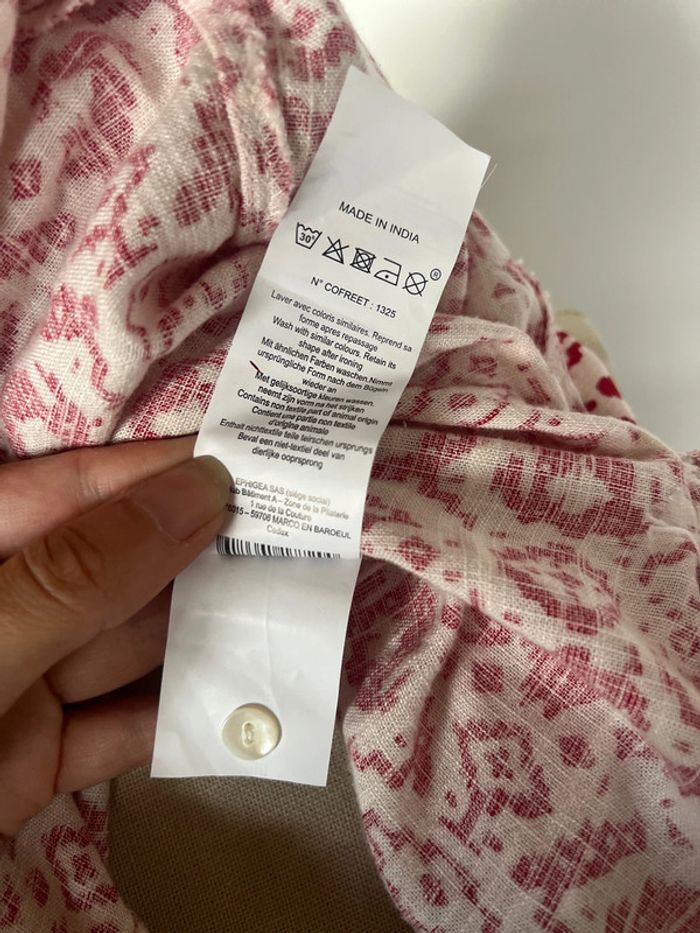 MADE IN INDIA
30°
®
N° COFREET : 1325
Laver avec coloris similaires. Reprend sa
forme apres repassage
Wash with similar colours. Retain its
shape after ironing
Mit ähnlichen Farben waschen.Nimmt
ursprüngliche Form nach dem Bügeln
wieder an
Met gelijksoortige kleuren wassen,
neemt zijn vorm na het strijken
Contains non textile part of animal origin
Contient une partie non textile
d'origine animale
Enthalt nichttextile teile teirschen ursprungs
Beval een niet-textiel deel van
dierlijke oorprong
EPHIGEA SAS (siège social)
Bâtiment A – Zone de la Pilaterie
1 rue de la Couture
59706 MARCQ EN BAROEUL
Cedex